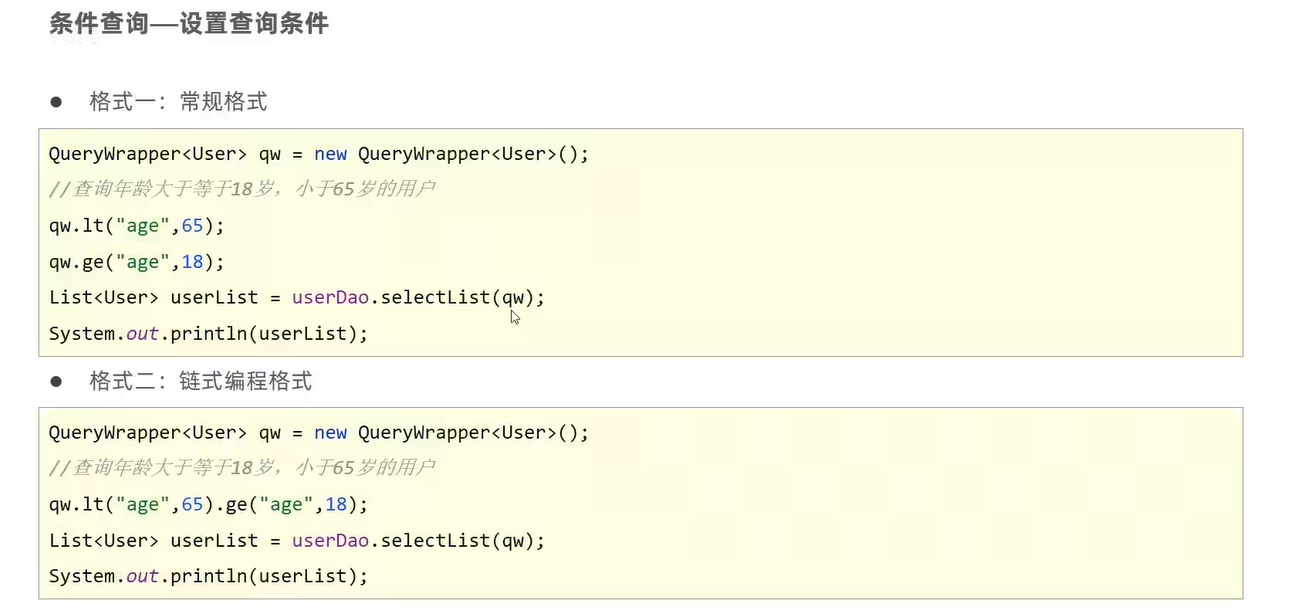 条件查询—设置查询条件
● 格式一：常规格式
QueryWrapper<User> qw = new QueryWrapper<User>();
//查询年龄大于等于18岁，小于65岁的用户
qw.lt("age",65);
qw.ge("age",18);
List<User> userList = userDao.selectList(qw);
System.out.println(userList);
● 格式二：链式编程格式
QueryWrapper<User> qw = new QueryWrapper<User>();
//查询年龄大于等于18岁，小于65岁的用户
qw.lt("age",65).ge("age",18);
List<User> userList = userDao.selectList(qw);
System.out.println(userList);